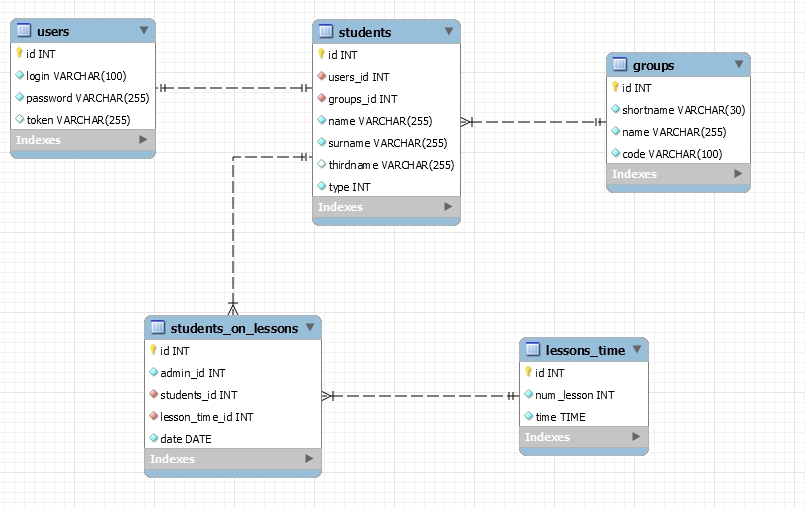 users
id INT
login VARCHAR(100)
password VARCHAR(255)
token VARCHAR(255)
Indexes
students
id INT
users_id INT
groups_id INT
name VARCHAR(255)
surname VARCHAR(255)
thirdname VARCHAR(255)
type INT
Indexes
groups
id INT
shortname VARCHAR(30)
name VARCHAR(255)
code VARCHAR(100)
Indexes
students_on_lessons
id INT
admin_id INT
students_id INT
lesson_time_id INT
date DATE
Indexes
lessons_time
id INT
num_lesson INT
time TIME
Indexes